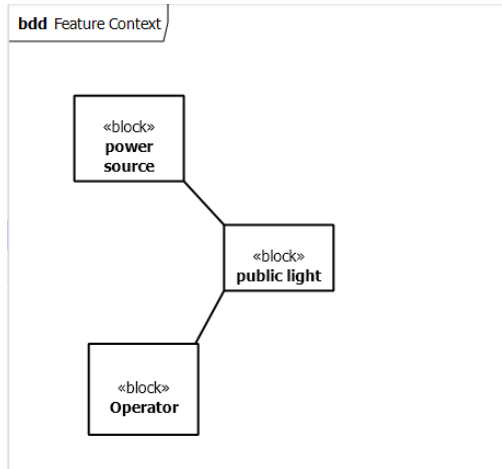 bdd Feature Context
«block»
power
source
«block»
public light
«block»
Operator